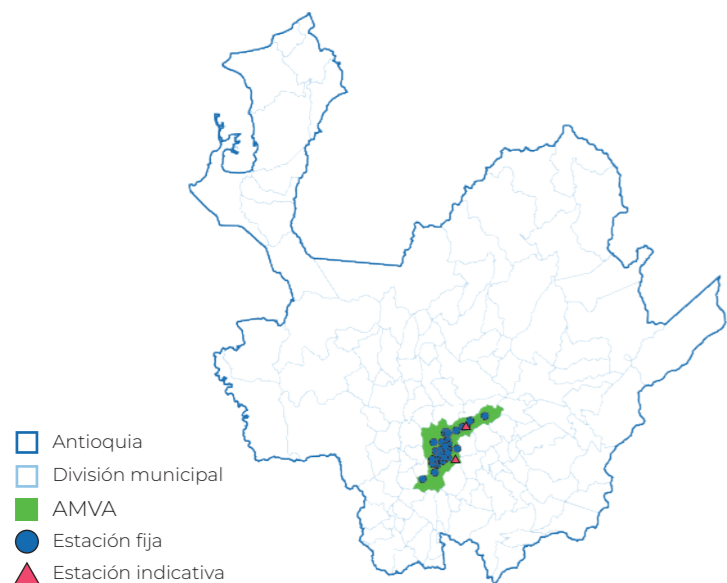 Antioquia
División municipal
AMVA
Estación fija
Estación indicativa